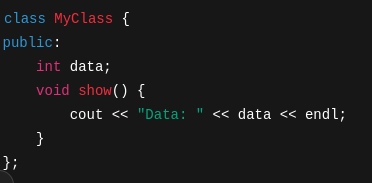 class MyClass {
public:
    int data;
    void show() {
        cout << "Data: " << data << endl;
    }
};